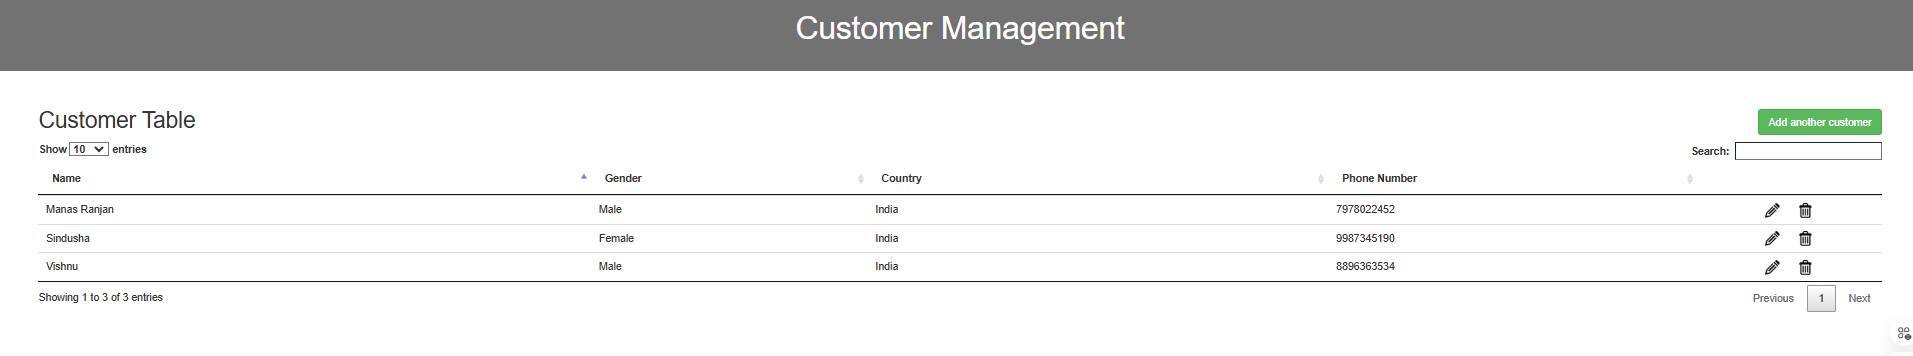 Customer Management
Customer Table
Add another customer
Show 10 entries
Search:
Name Gender Country Phone Number
Manas Ranjan Male India 7978022452
Sindusha Female India 9987345190
Vishnu Male India 8896363534
Showing 1 to 3 of 3 entries
Previous 1 Next